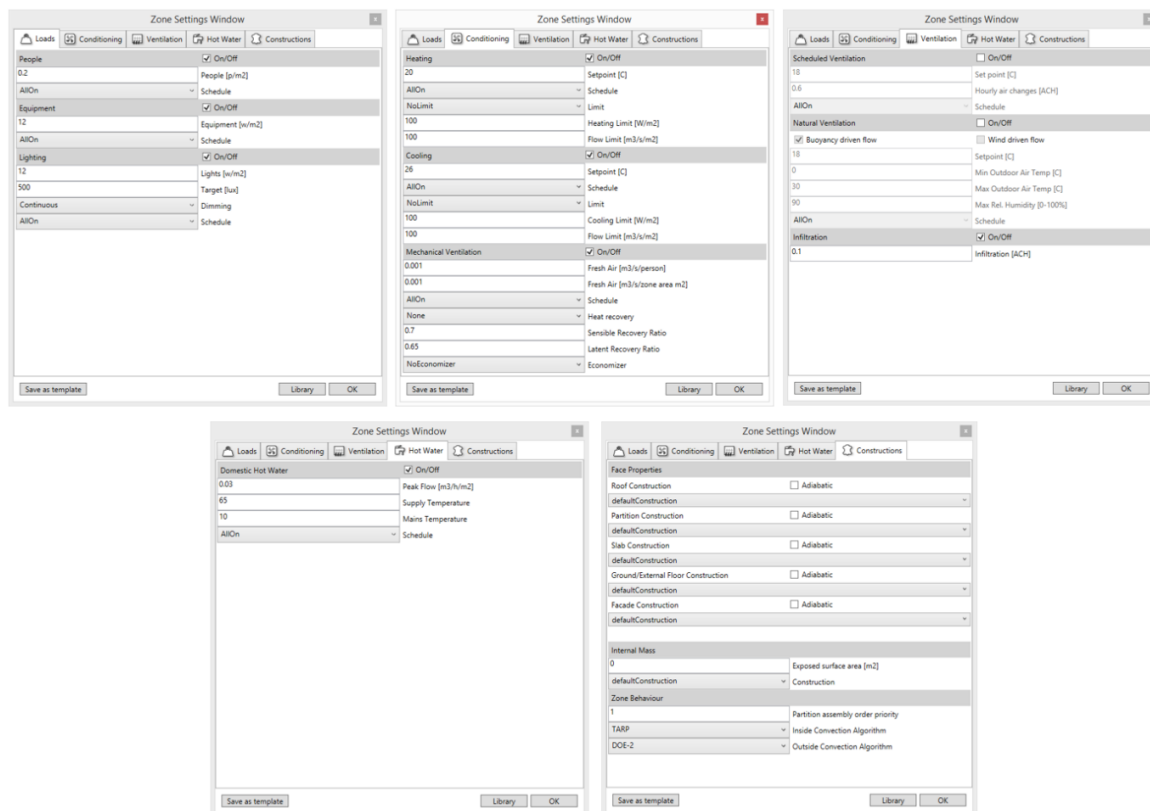 Zone Settings Window
x
Loads Conditioning Ventilation Hot Water Constructions
People On/Off
0.2 People [p/m2]
AllOn Schedule
Equipment On/Off
12 Equipment [w/m2]
AllOn Schedule
Lighting On/Off
12 Lights [w/m2]
500 Target [lux]
Continuous Dimming
AllOn Schedule
Save as template Library OK
Zone Settings Window
x
Loads Conditioning Ventilation Hot Water Constructions
Heating On/Off
20 Setpoint [C]
AllOn Schedule
NoLimit Limit
100 Heating Limit [W/m2]
100 Flow Limit [m3/s/m2]
Cooling On/Off
26 Setpoint [C]
AllOn Schedule
NoLimit Limit
100 Cooling Limit [W/m2]
100 Flow Limit [m3/s/m2]
Mechanical Ventilation On/Off
0.001 Fresh Air [m3/s/person]
0.001 Fresh Air [m3/s/zone area m2]
AllOn Schedule
None Heat recovery
0.7 Sensible Recovery Ratio
0.65 Latent Recovery Ratio
NoEconomizer Economizer
Save as template Library OK
Zone Settings Window
x
Loads Conditioning Ventilation Hot Water Constructions
Scheduled Ventilation On/Off
18 Set point [C]
0.6 Hourly air changes [ACH]
AllOn Schedule
Natural Ventilation On/Off
Buoyancy driven flow Wind driven flow
18 Setpoint [C]
0 Min Outdoor Air Temp [C]
30 Max Outdoor Air Temp [C]
90 Max Rel. Humidity [0-100%]
AllOn Schedule
Infiltration On/Off
0.1 Infiltration [ACH]
Save as template Library OK
Zone Settings Window
x
Loads Conditioning Ventilation Hot Water Constructions
Domestic Hot Water On/Off
0.03 Peak Flow [m3/h/m2]
65 Supply Temperature
10 Mains Temperature
AllOn Schedule
Save as template Library OK
Zone Settings Window
x
Loads Conditioning Ventilation Hot Water Constructions
Face Properties
Roof Construction Adiabatic
defaultConstruction
Partition Construction Adiabatic
defaultConstruction
Slab Construction Adiabatic
defaultConstruction
Ground/External Floor Construction Adiabatic
defaultConstruction
Facade Construction Adiabatic
defaultConstruction
Internal Mass
0 Exposed surface area [m2]
defaultConstruction Construction
Zone Behaviour
1 Partition assembly order priority
TARP Inside Convection Algorithm
DOE-2 Outside Convection Algorithm
Save as template Library OK